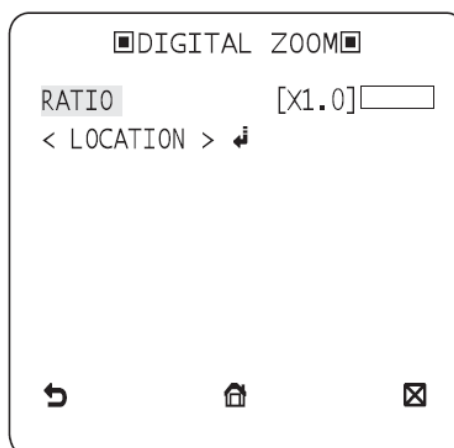 ▣DIGITAL ZOOM▣
RATIO [X1.0]
< LOCATION > ↲